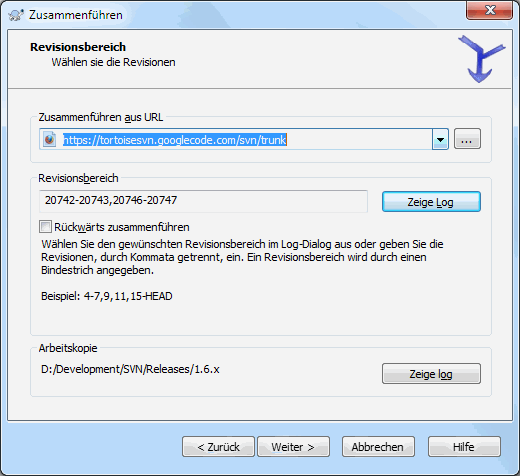 Zusammenführen
Revisionsbereich
Wählen sie die Revisionen
Zusammenführen aus URL
https://tortoisesvn.googlecode.com/svn/trunk
...
Revisionsbereich
20742-20743,20746-20747
Zeige Log
Rückwärts zusammenführen
Wählen Sie den gewünschten Revisionsbereich im Log-Dialog aus oder geben Sie die
Revisionen, durch Kommata getrennt, ein. Ein Revisionsbereich wird durch einen
Bindestrich angegeben.
Beispiel: 4-7,9,11,15-HEAD
Arbeitskopie
D:/Development/SVN/Releases/1.6.x
Zeige log
< Zurück
Weiter >
Abbrechen
Hilfe